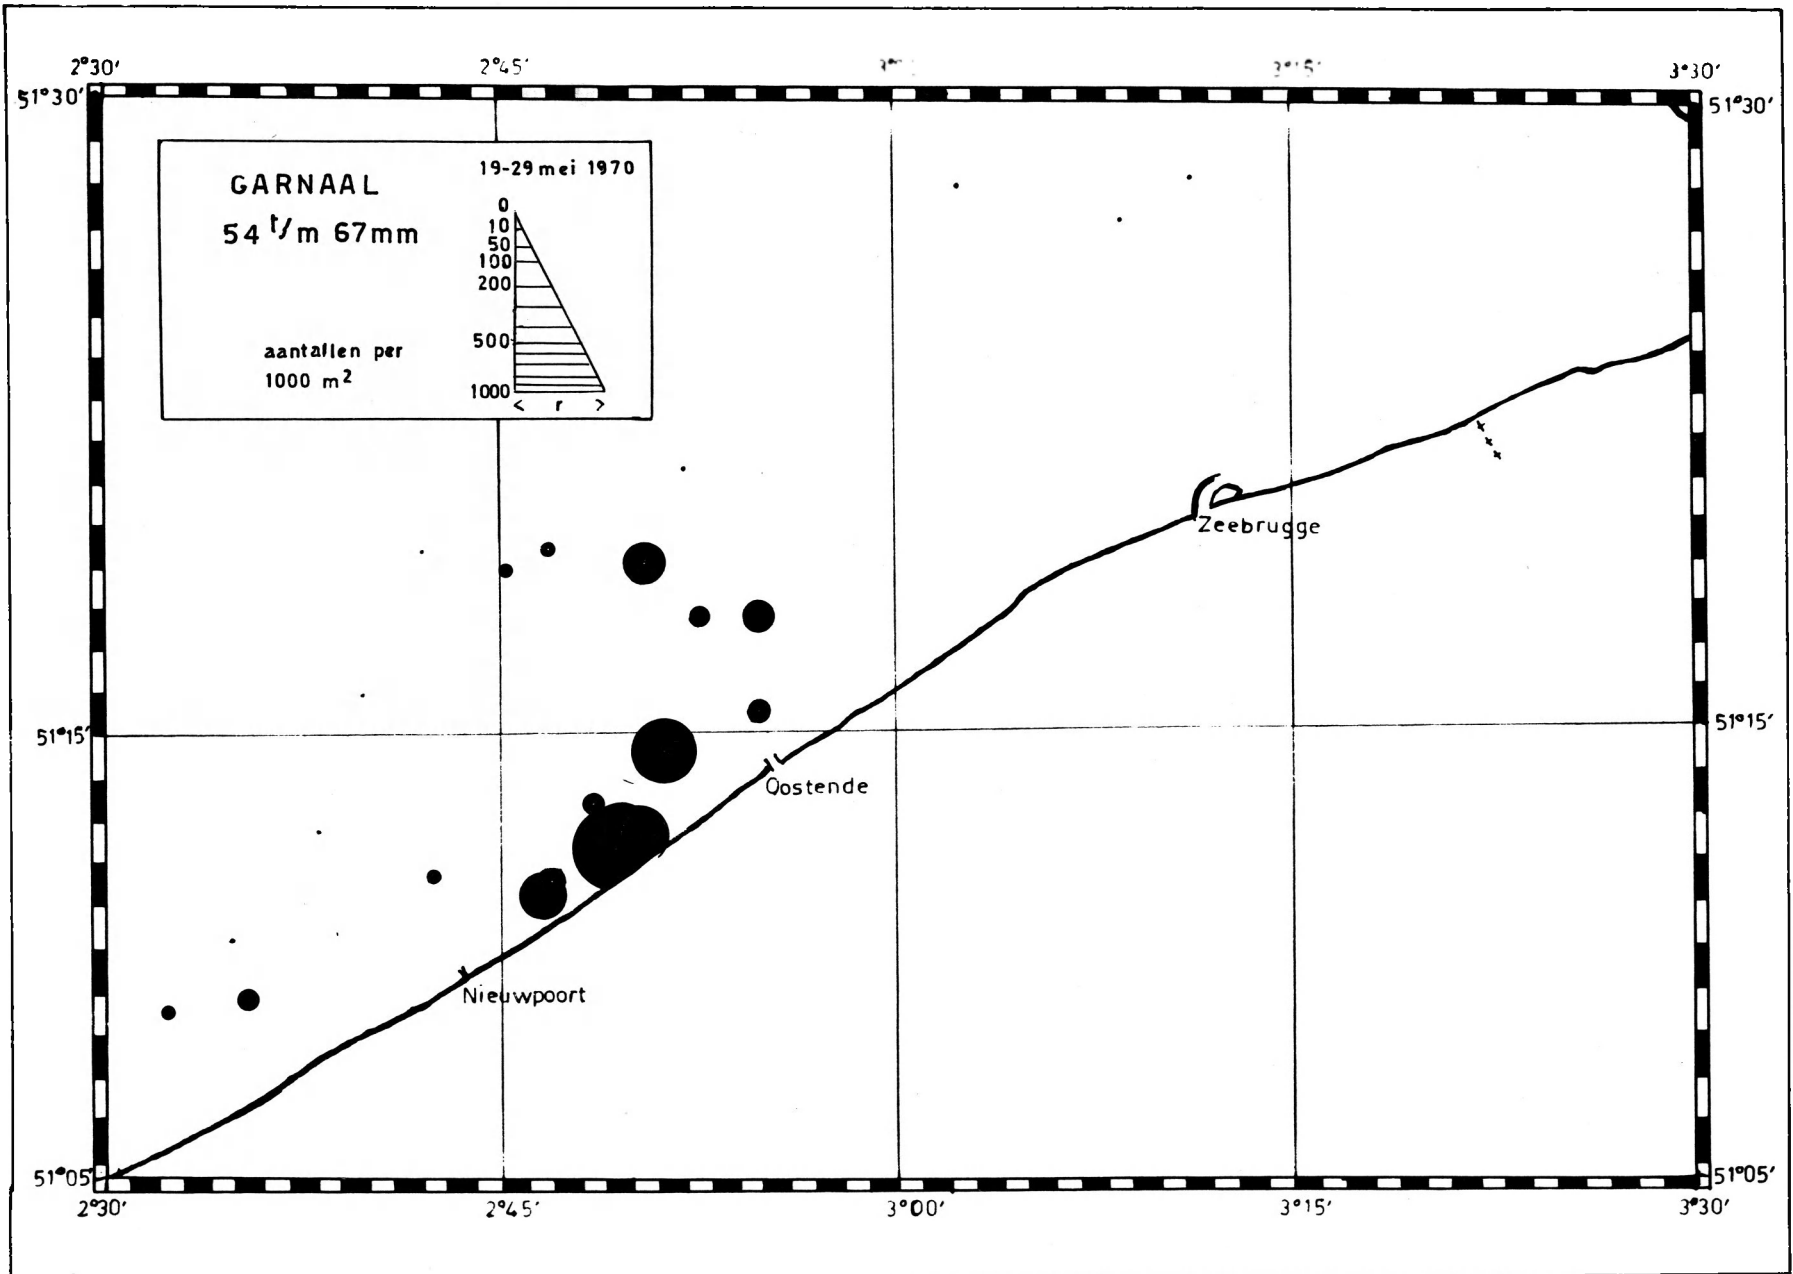 2°30′ 2°45′ 3°15′ 3°30′
51°30′ 51°30′
GARNAAL 19-29 mei 1970
54 t/m 67mm
0
10
50
100
200
500
1000
aantallen per
1000 m²
< r >
Zeebrugge
51°15′ 51°15′
Oostende
Nieuwpoort
51°05′ 51°05′
2°30′ 2°45′ 3°00′ 3°15′ 3°30′